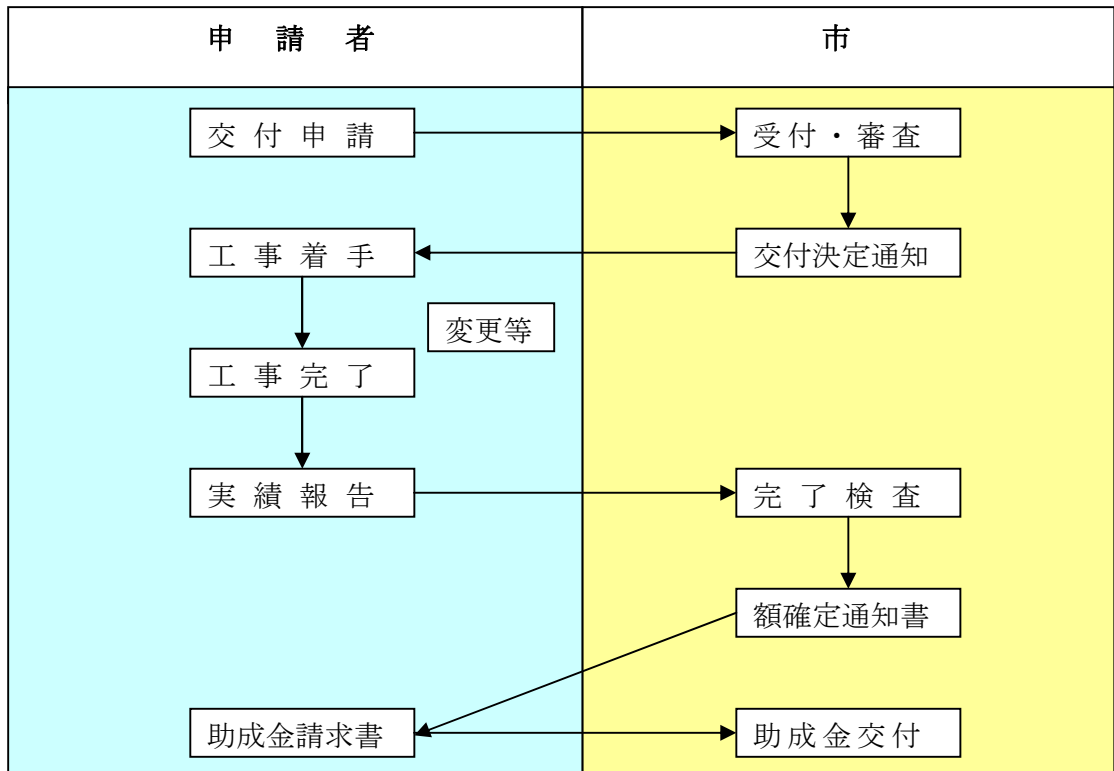 申請者
市
交付申請
受付・審査
工事着手
交付決定通知
変更等
工事完了
実績報告
完了検査
額確定通知書
助成金請求書
助成金交付